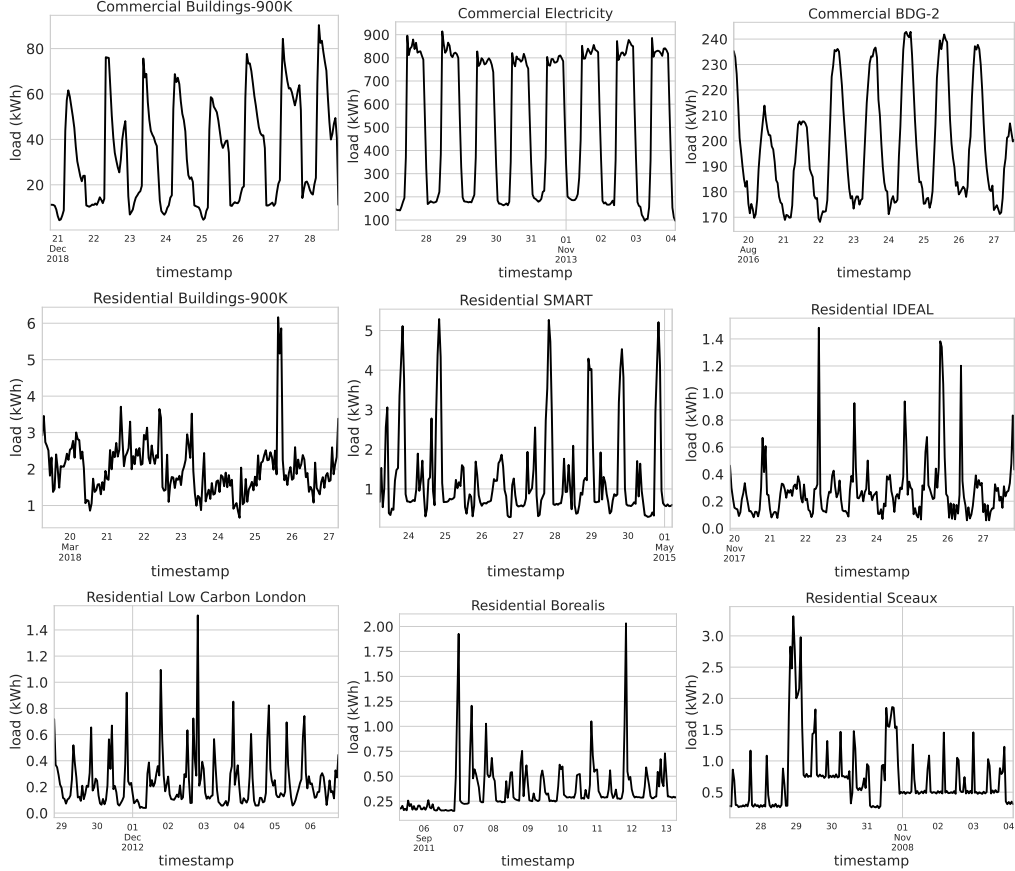 Commercial Buildings-900K
load (kWh)
80
60
40
20
21 22 23 24 25 26 27 28
Dec
2018
timestamp
Commercial Electricity
load (kWh)
900
800
700
600
500
400
300
200
100
28 29 30 31 01 02 03 04
Nov
2013
timestamp
Commercial BDG-2
load (kWh)
240
230
220
210
200
190
180
170
20 21 22 23 24 25 26 27
Aug
2016
timestamp
Residential Buildings-900K
load (kWh)
6
5
4
3
2
1
20 21 22 23 24 25 26 27
Mar
2018
timestamp
Residential SMART
load (kWh)
5
4
3
2
1
24 25 26 27 28 29 30 01
May
2015
timestamp
Residential IDEAL
load (kWh)
1.4
1.2
1.0
0.8
0.6
0.4
0.2
0.0
20 21 22 23 24 25 26 27
Nov
2017
timestamp
Residential Low Carbon London
load (kWh)
1.4
1.2
1.0
0.8
0.6
0.4
0.2
0.0
29 30 01 02 03 04 05 06
Dec
2012
timestamp
Residential Borealis
load (kWh)
2.00
1.75
1.50
1.25
1.00
0.75
0.50
0.25
06 07 08 09 10 11 12 13
Sep
2011
timestamp
Residential Sceaux
load (kWh)
3.0
2.5
2.0
1.5
1.0
0.5
28 29 30 31 01 02 03 04
Nov
2008
timestamp